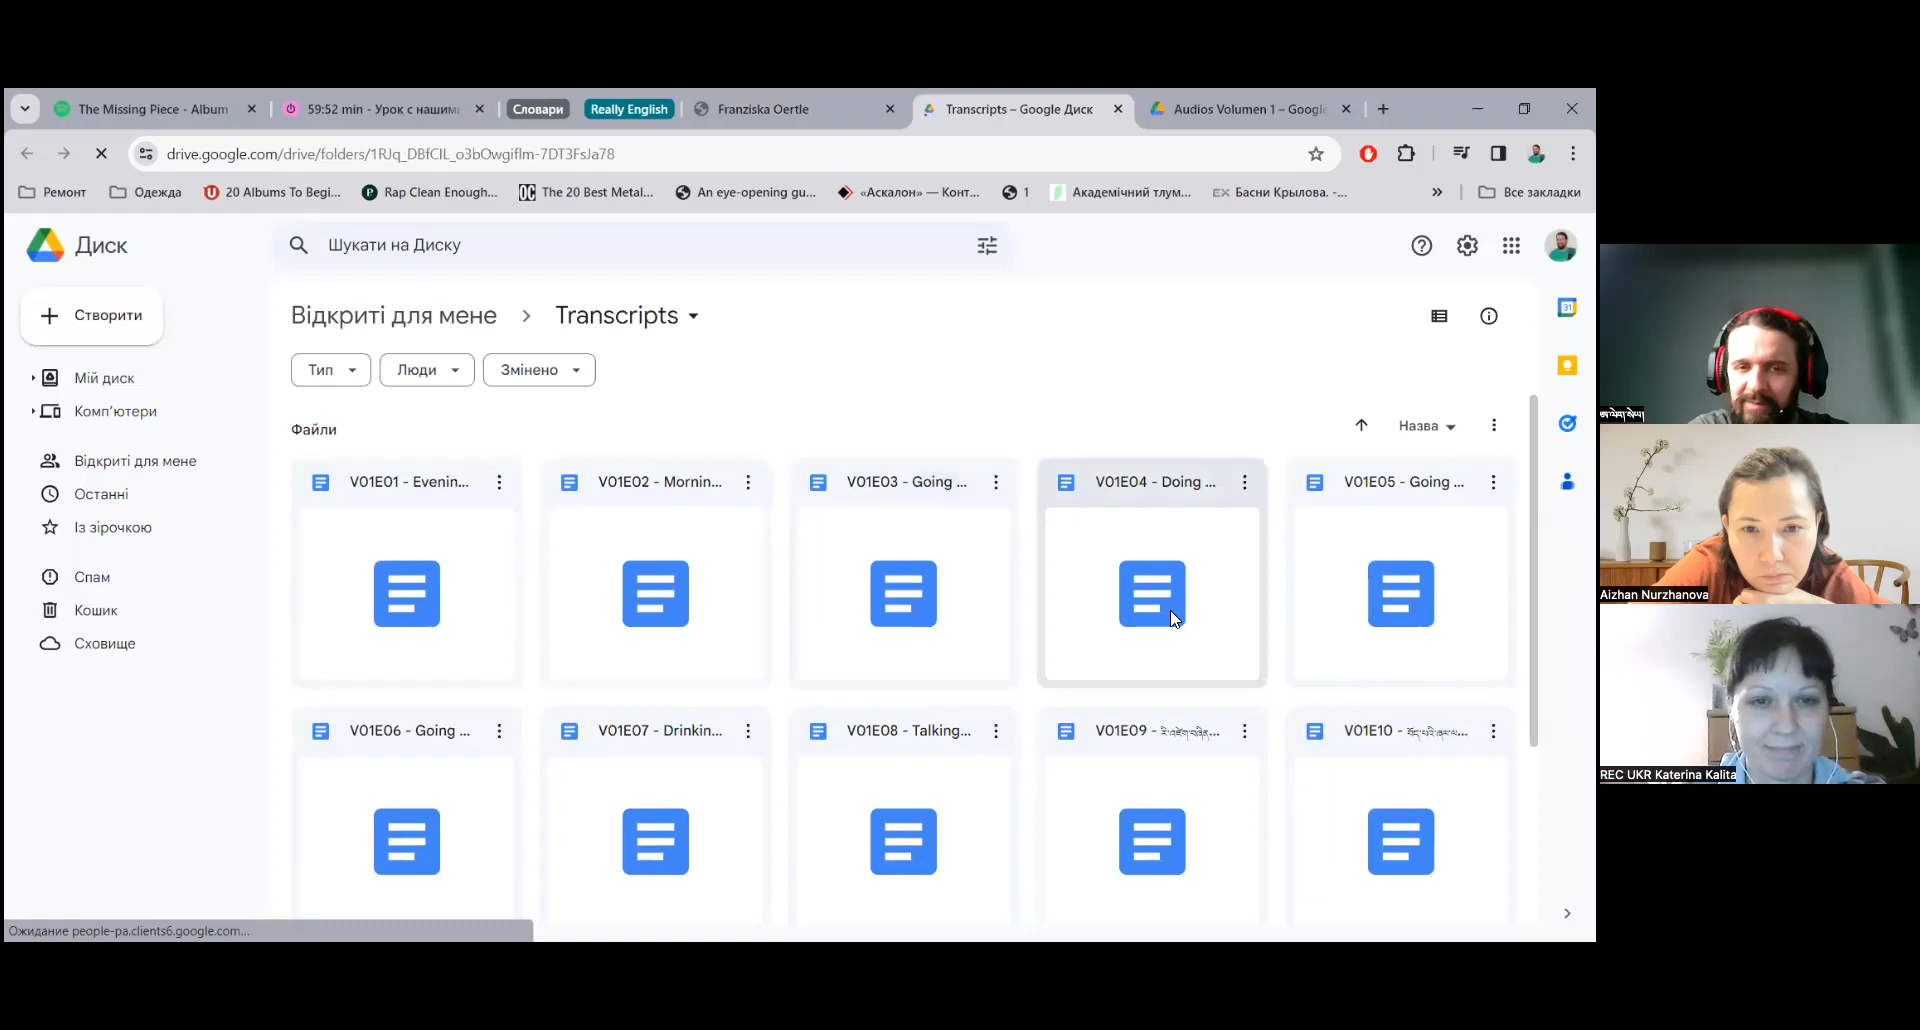 The Missing Piece - Album
59:52 min - Урок с нашим
Словари
Really English
Franziska Oertle
Transcripts – Google Диск
Audios Volumen 1 – Google
drive.google.com/drive/folders/1RJq_DBfCIL_o3bOwgiflm-7DT3FsJa78
Ремонт
Одежда
20 Albums To Begi...
Rap Clean Enough...
The 20 Best Metal...
An eye-opening gu...
«Аскалон» — Конт...
1
Академічний тлум...
Басни Крылова. -...
Все закладки
Диск
Шукати на Диску
Створити
Мій диск
Комп'ютери
Відкриті для мене
Останні
Із зірочкою
Спам
Кошик
Сховище
Відкриті для мене > Transcripts
Тип
Люди
Змінено
Файли
Назва
V01E01 - Evenin...
V01E02 - Mornin...
V01E03 - Going ...
V01E04 - Doing ...
V01E05 - Going ...
V01E06 - Going ...
V01E07 - Drinkin...
V01E08 - Talking...
V01E09 -
V01E10 -
Ожидание people-pa.clients6.google.com...
31
Aizhan Nurzhanova
REC UKR Katerina Kalita